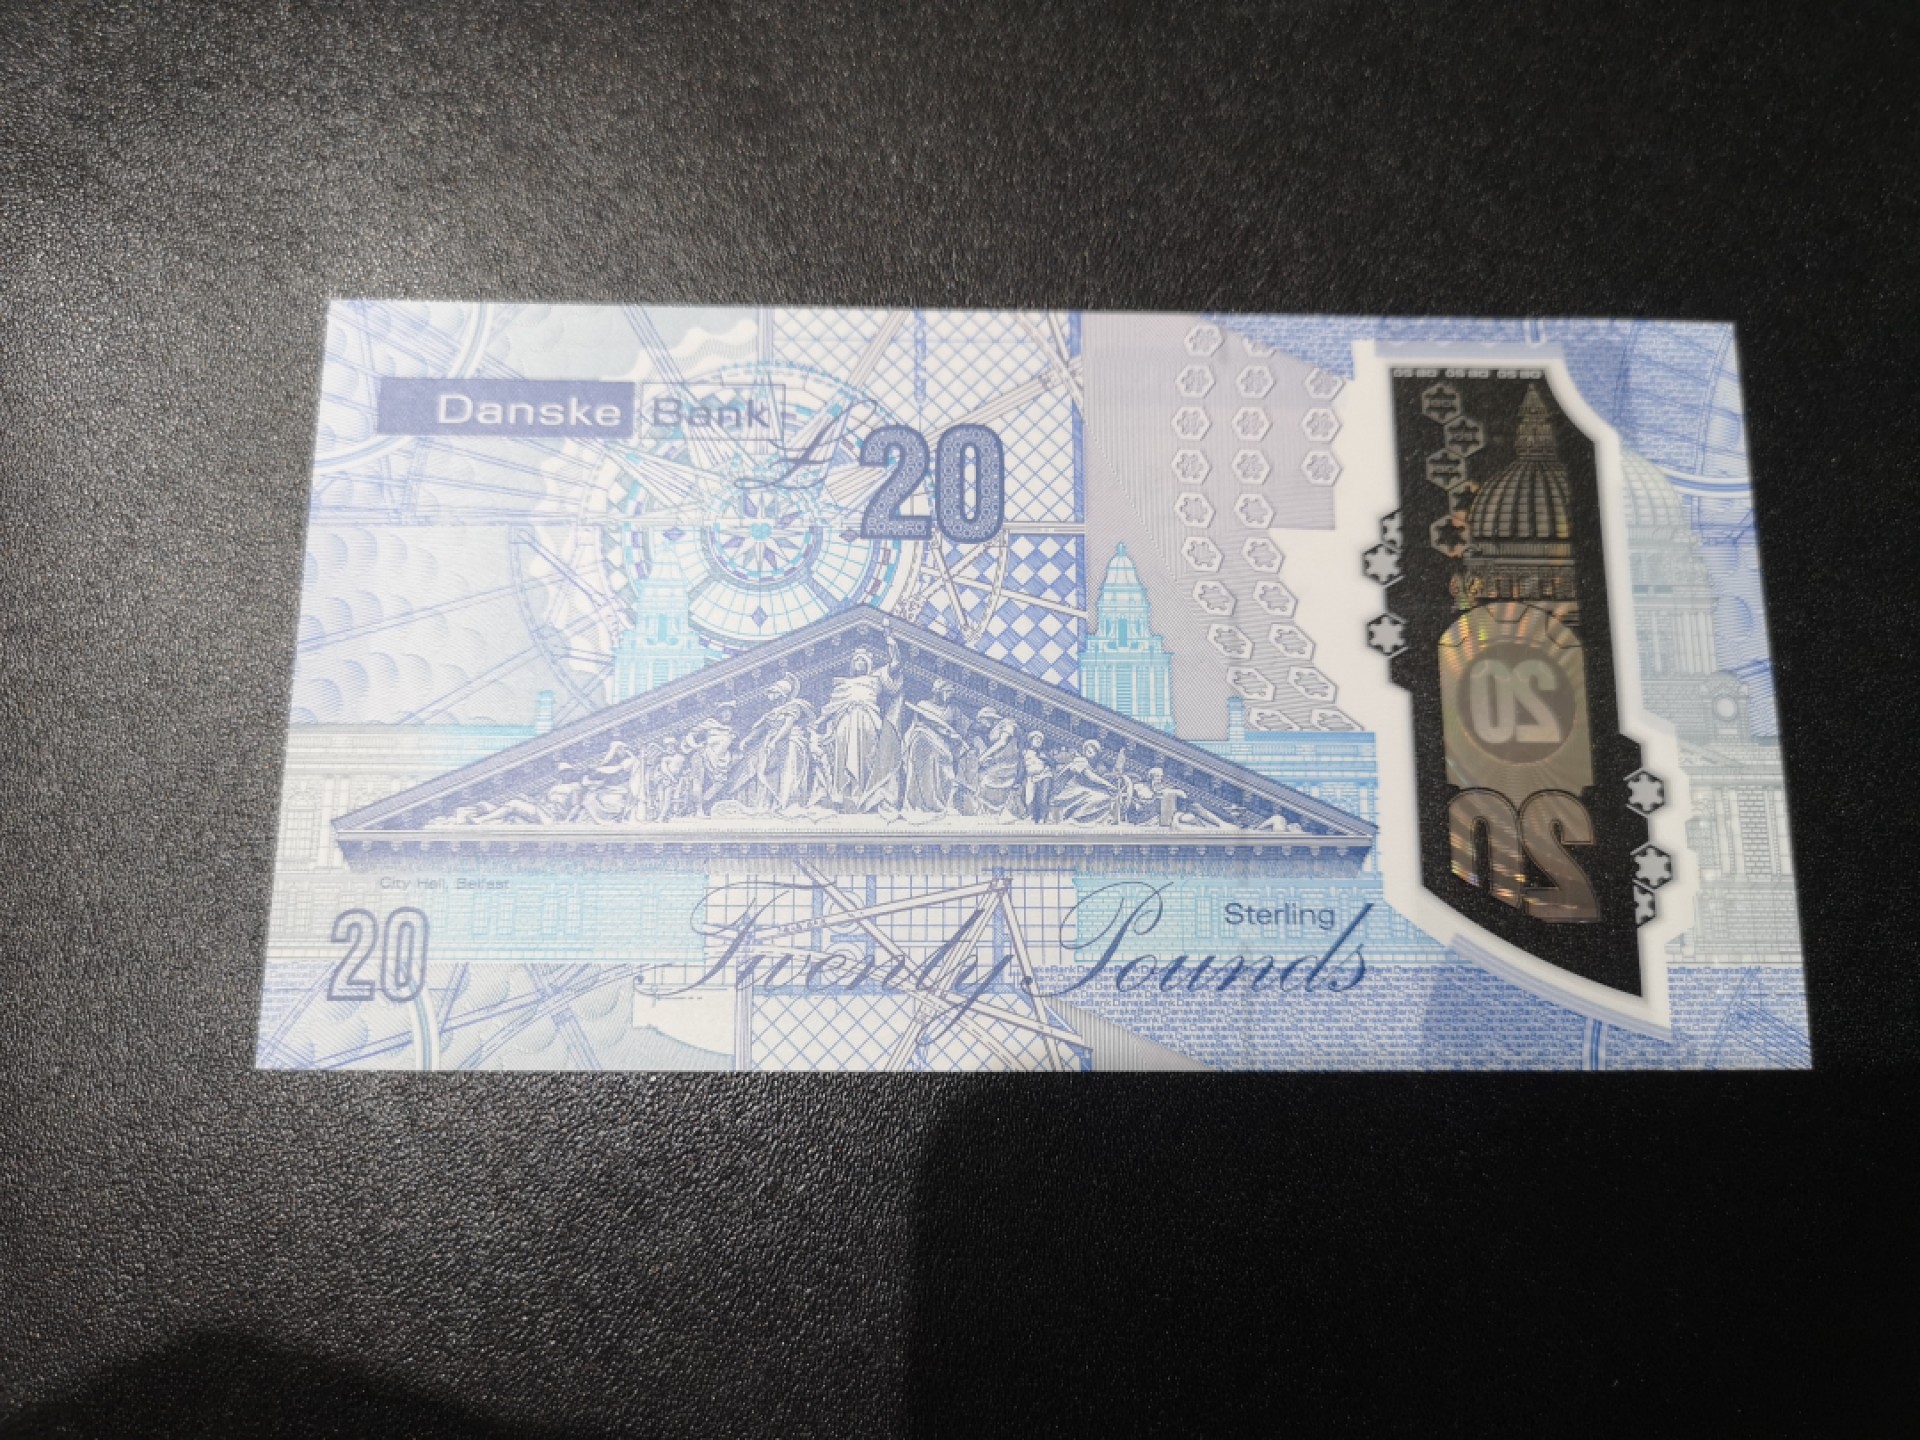 Danske Bank
£20
20
20
City Hall, Belfast
20
Sterling
Twenty Pounds